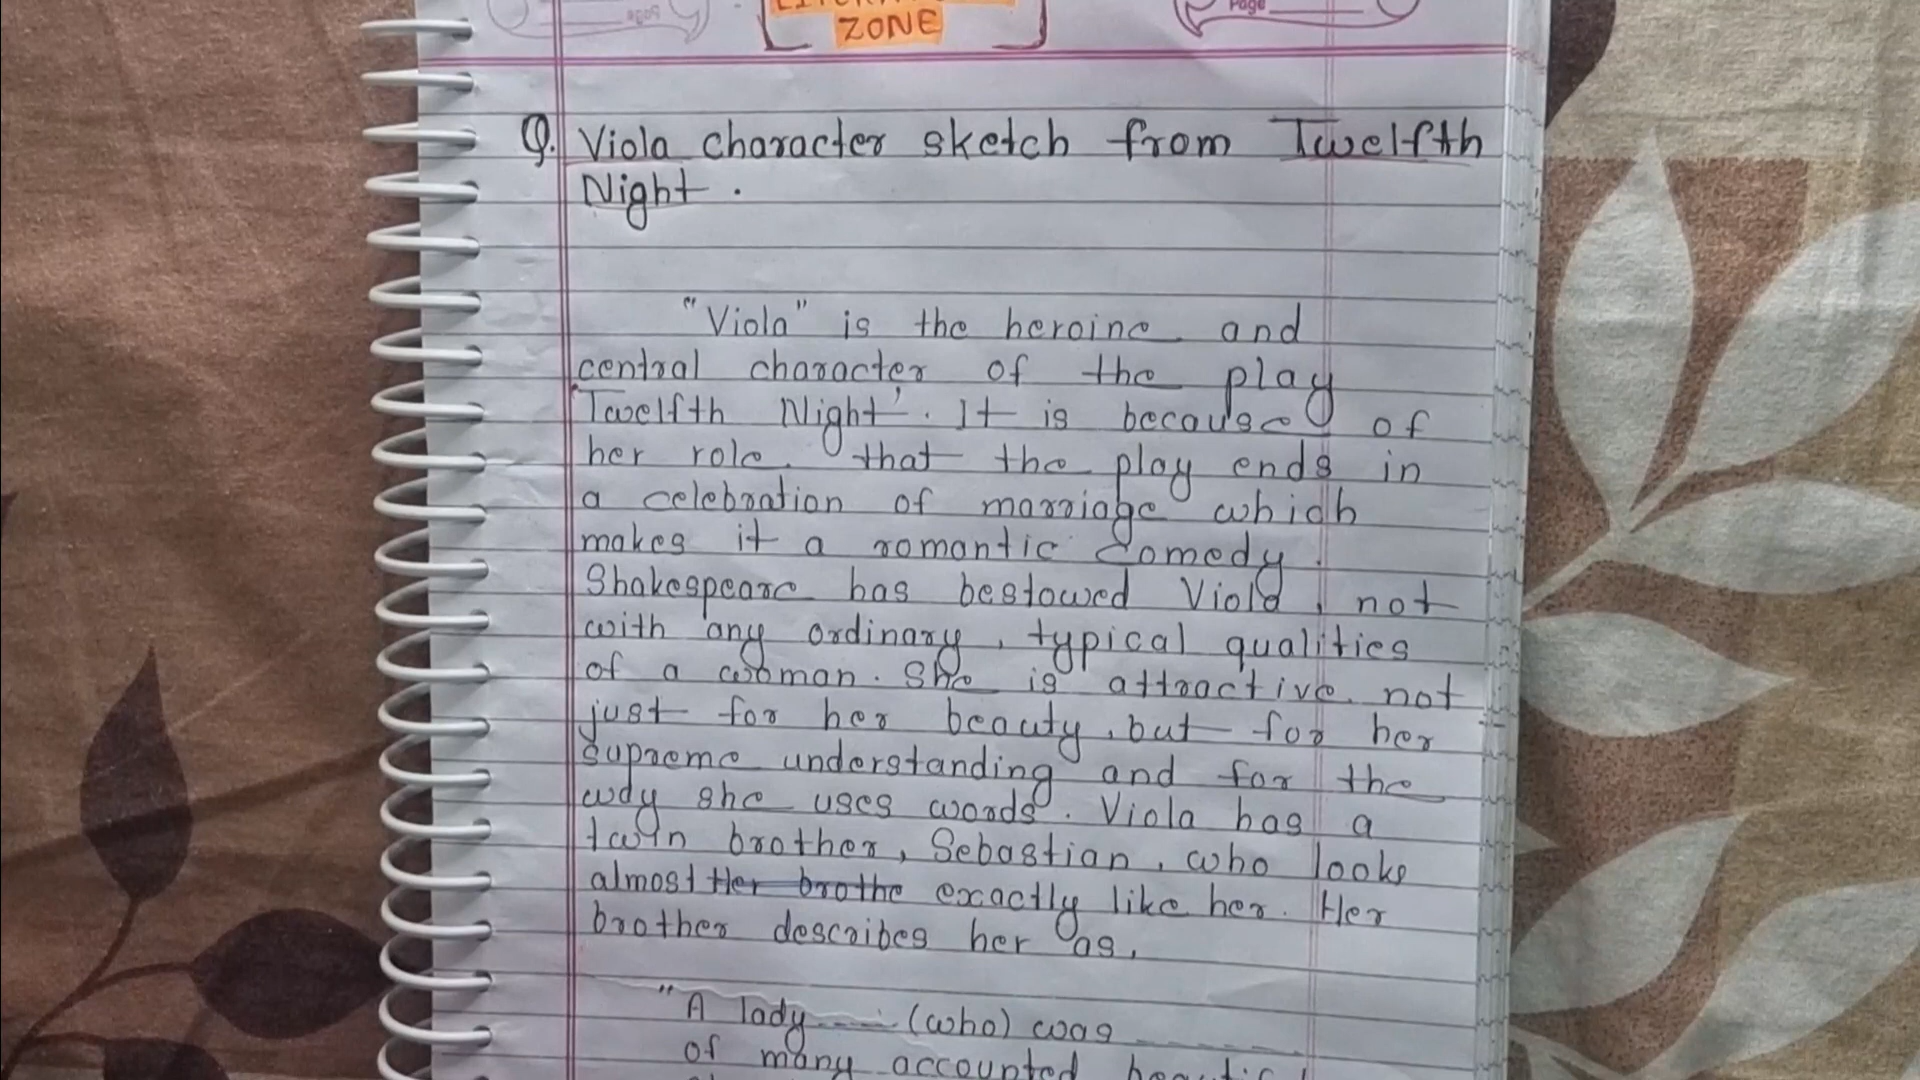 ZONE
Page
Q. Viola character sketch from Twelfth
Night.
"Viola" is the heroine and
central character of the play
'Twelfth Night'. It is because of
her role, that the play ends in
a celebration of marriage which
makes it a romantic comedy.
Shakespeare has bestowed Viola, not
with any ordinary, typical qualities
of a woman. She is attractive not
just for her beauty, but for her
supreme understanding and for the
way she uses words. Viola has a
twin brother, Sebastian, who looks
almost Her brothe exactly like her. Her
brother describes her as,
"A lady ---- (who) was
of many accounted